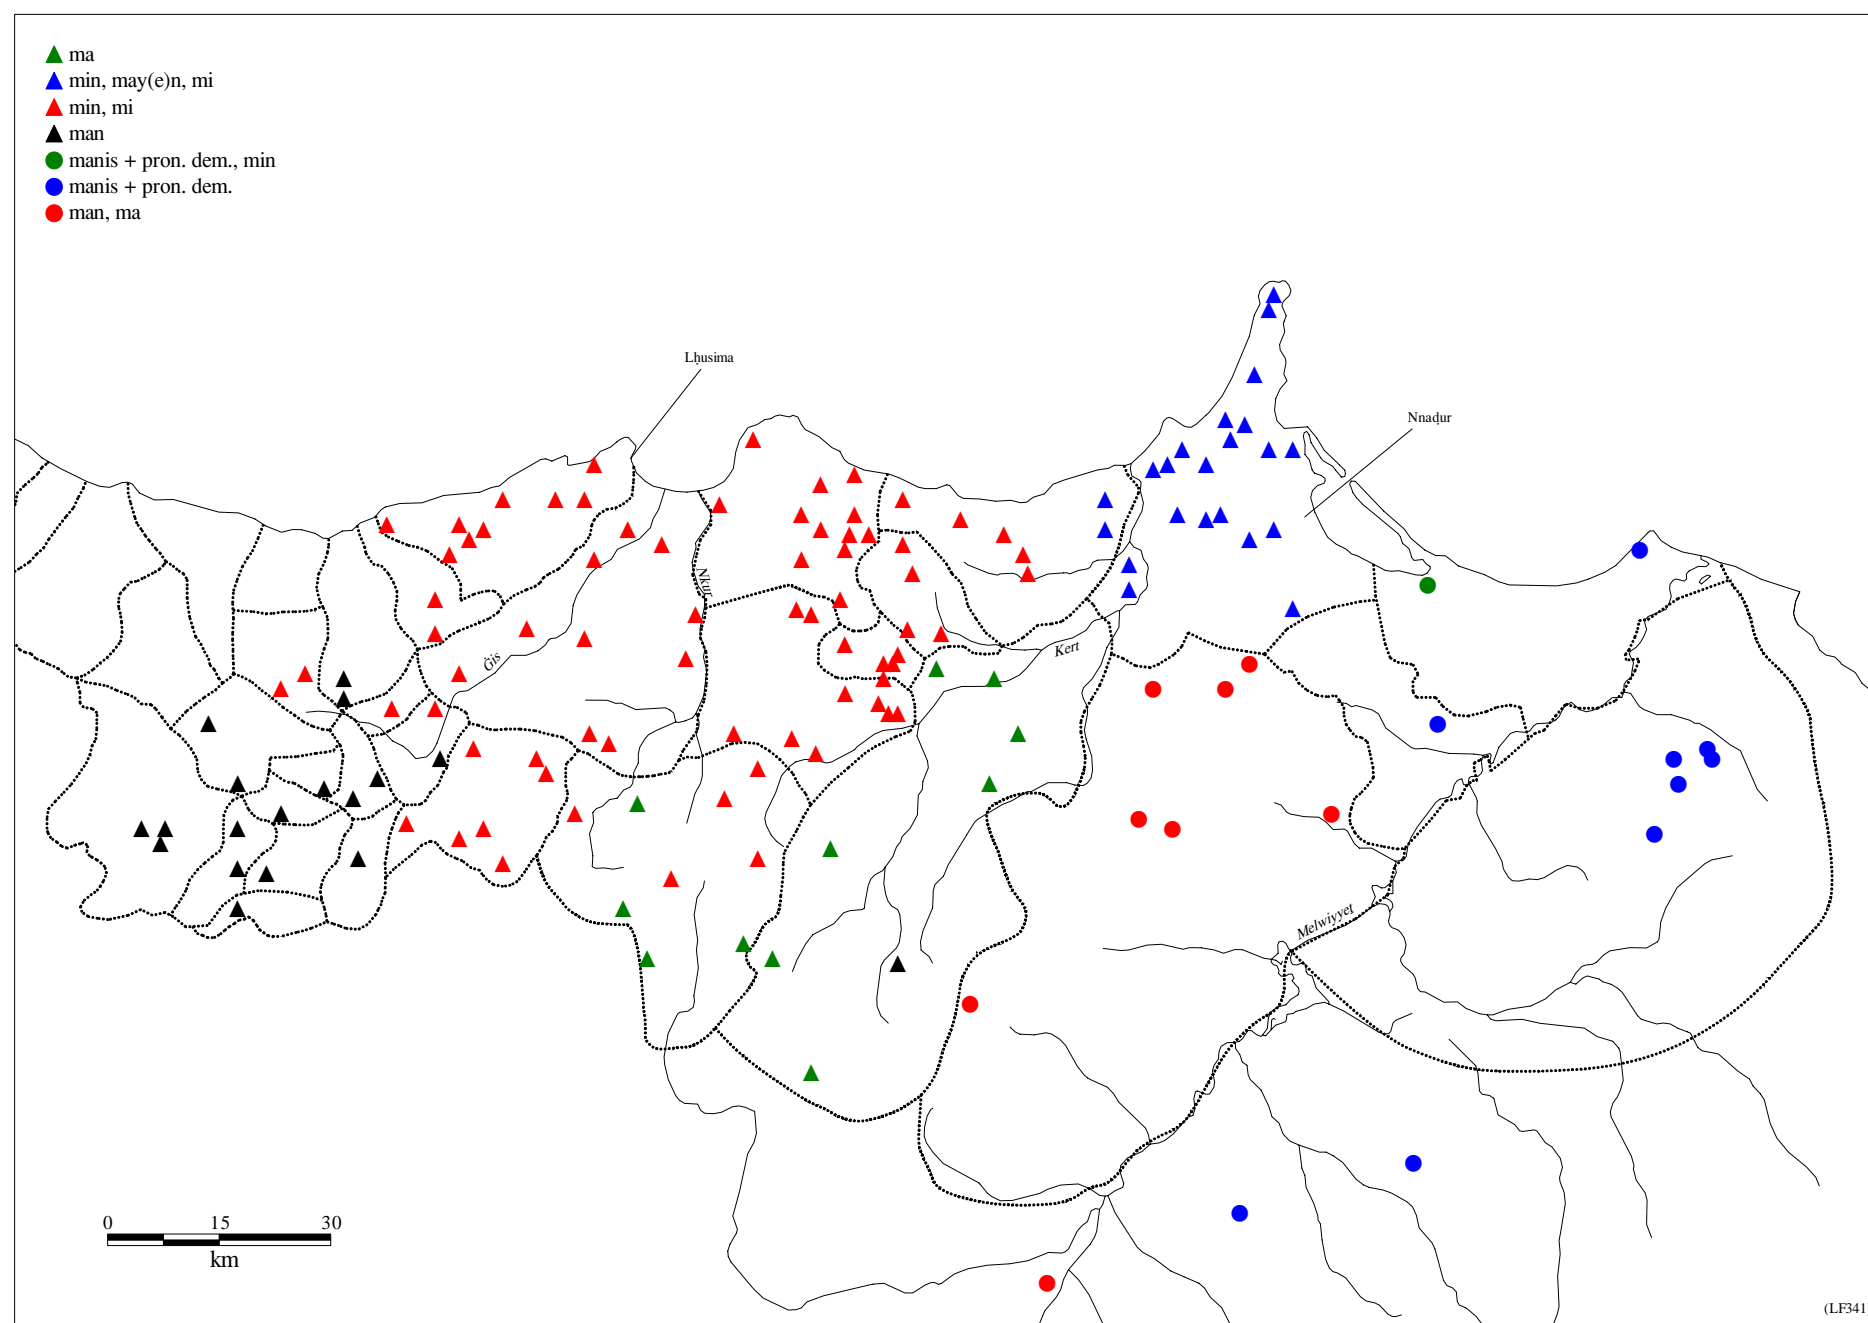 ma
min, may(e)n, mi
min, mi
man
manis + pron. dem., min
manis + pron. dem.
man, ma
Lḥusima
Nnaḍur
Nkur
Ġis
Kert
Melwiyyet
0 15 30
km
(LF341)